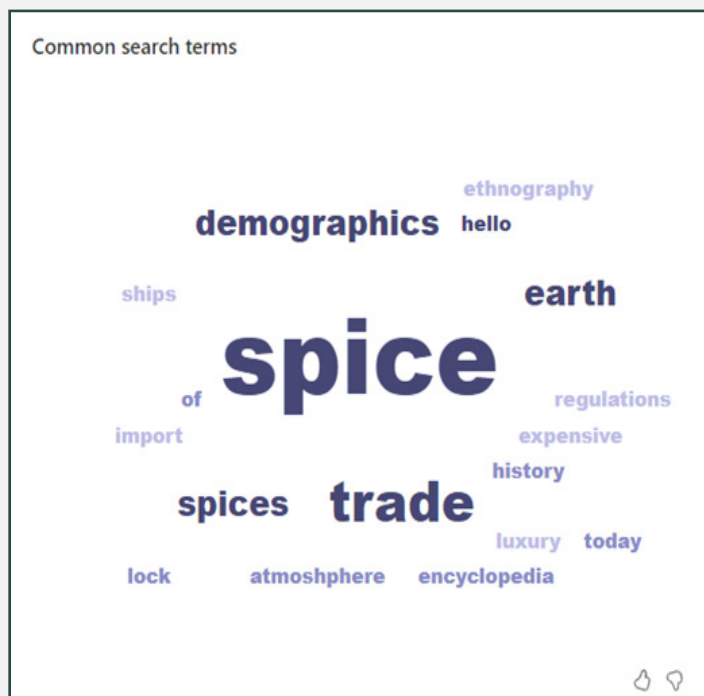 Common search terms
ethnography
demographics hello
ships earth
spice
of regulations
import expensive
history
spices trade
luxury today
lock atmoshphere encyclopedia